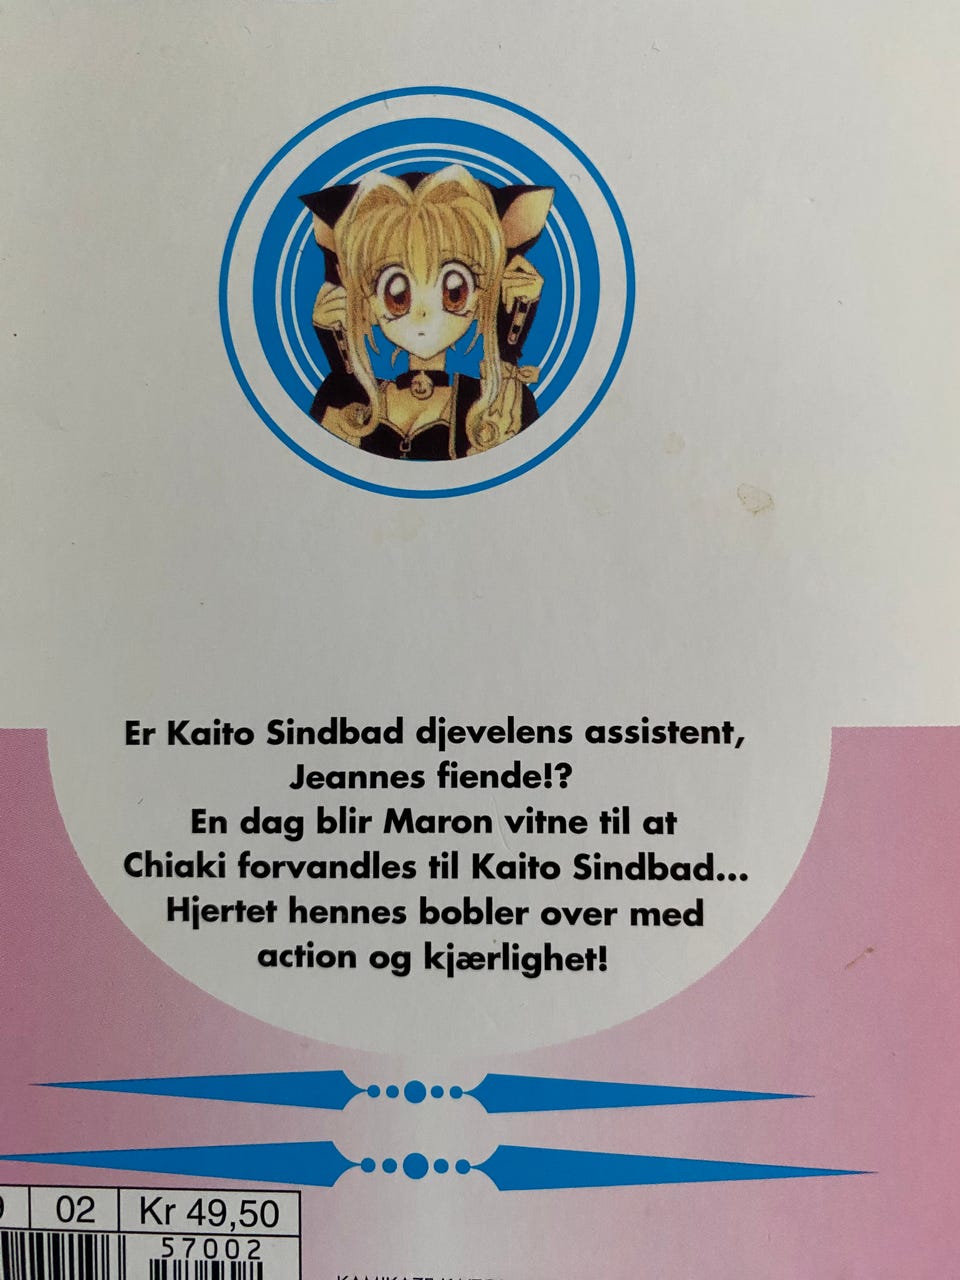 Er Kaito Sindbad djevelens assistent,
Jeannes fiende!?
En dag blir Maron vitne til at
Chiaki forvandles til Kaito Sindbad...
Hjertet hennes bobler over med
action og kjærlighet!
02 Kr 49,50
57002